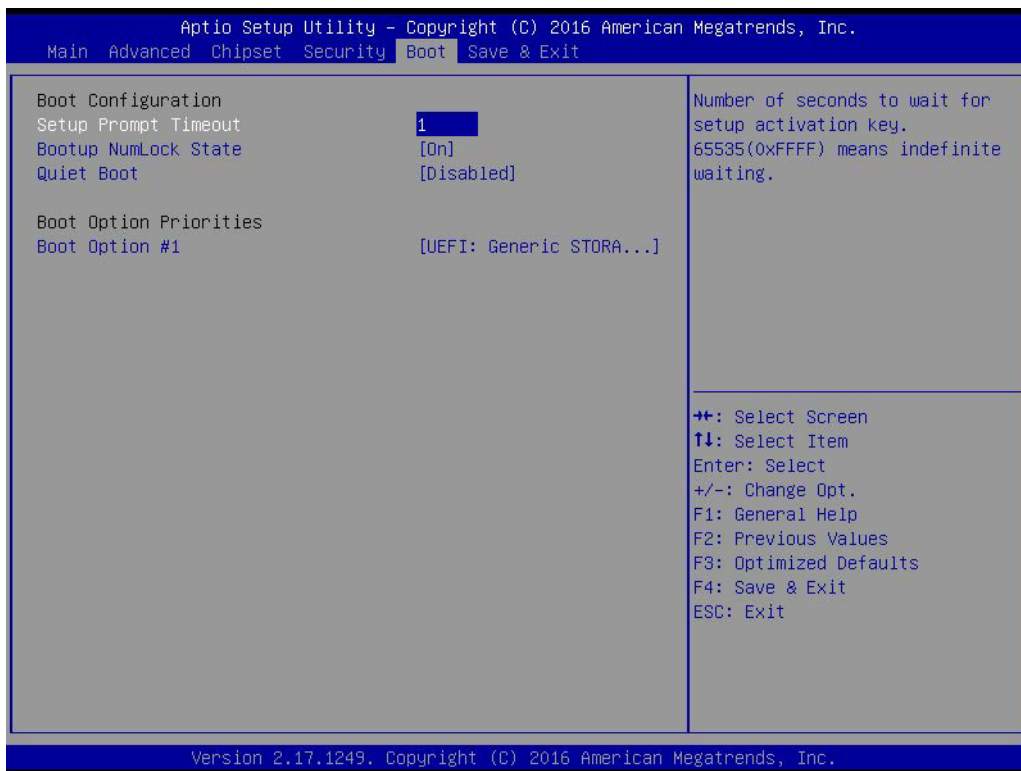 Aptio Setup Utility – Copyright (C) 2016 American Megatrends, Inc.
Main Advanced Chipset Security Boot Save & Exit
Boot Configuration
Setup Prompt Timeout 1
Bootup NumLock State [On]
Quiet Boot [Disabled]
Boot Option Priorities
Boot Option #1 [UEFI: Generic STORA...]
Number of seconds to wait for
setup activation key.
65535(0xFFFF) means indefinite
waiting.
→←: Select Screen
↑↓: Select Item
Enter: Select
+/-: Change Opt.
F1: General Help
F2: Previous Values
F3: Optimized Defaults
F4: Save & Exit
ESC: Exit
Version 2.17.1249. Copyright (C) 2016 American Megatrends, Inc.